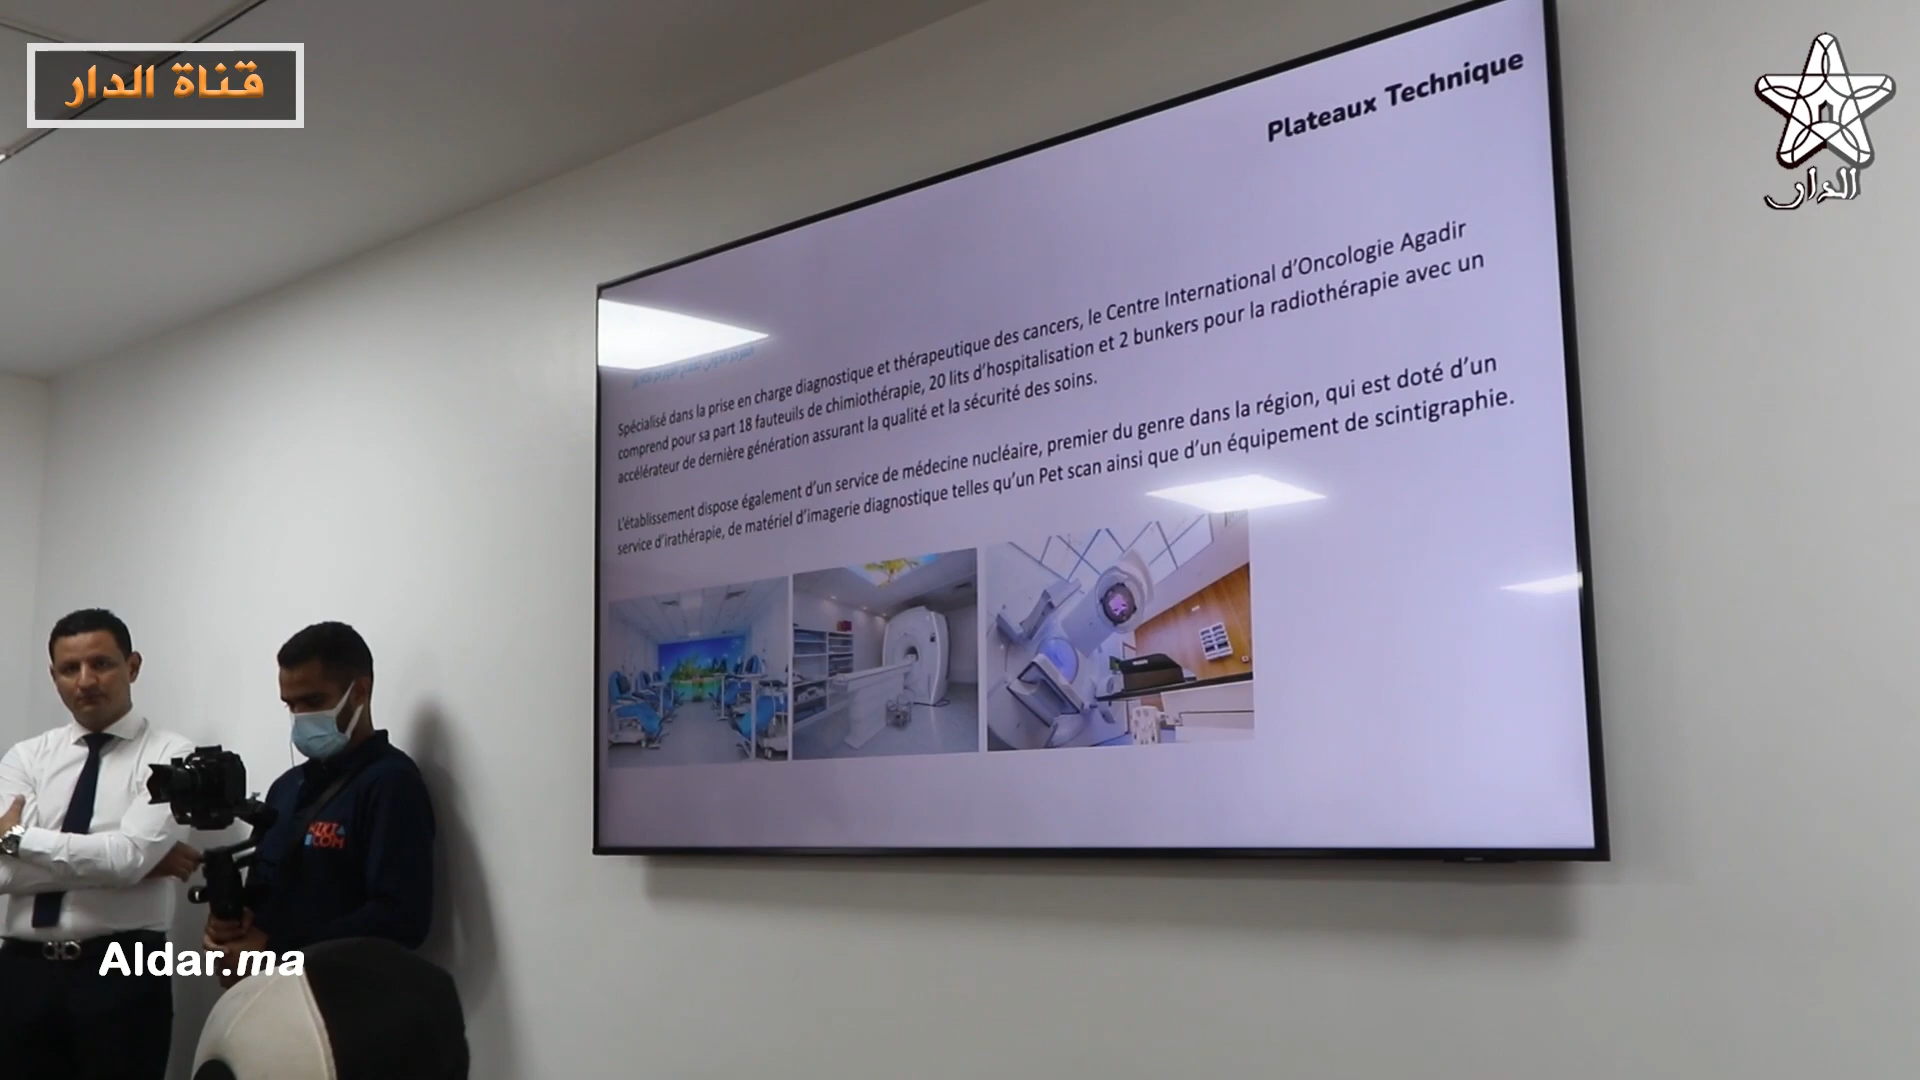 قناة الدار
الدار
Plateaux Technique
Spécialisé dans la prise en charge diagnostique et thérapeutique des cancers, le Centre International d'Oncologie Agadir
comprend pour sa part 18 fauteuils de chimiothérapie, 20 lits d'hospitalisation et 2 bunkers pour la radiothérapie avec un
accélérateur de dernière génération assurant la qualité et la sécurité des soins.
L'établissement dispose également d'un service de médecine nucléaire, premier du genre dans la région, qui est doté d'un
service d'irathérapie, de matériel d'imagerie diagnostique telles qu'un Pet scan ainsi que d'un équipement de scintigraphie.
COM
Aldar.ma